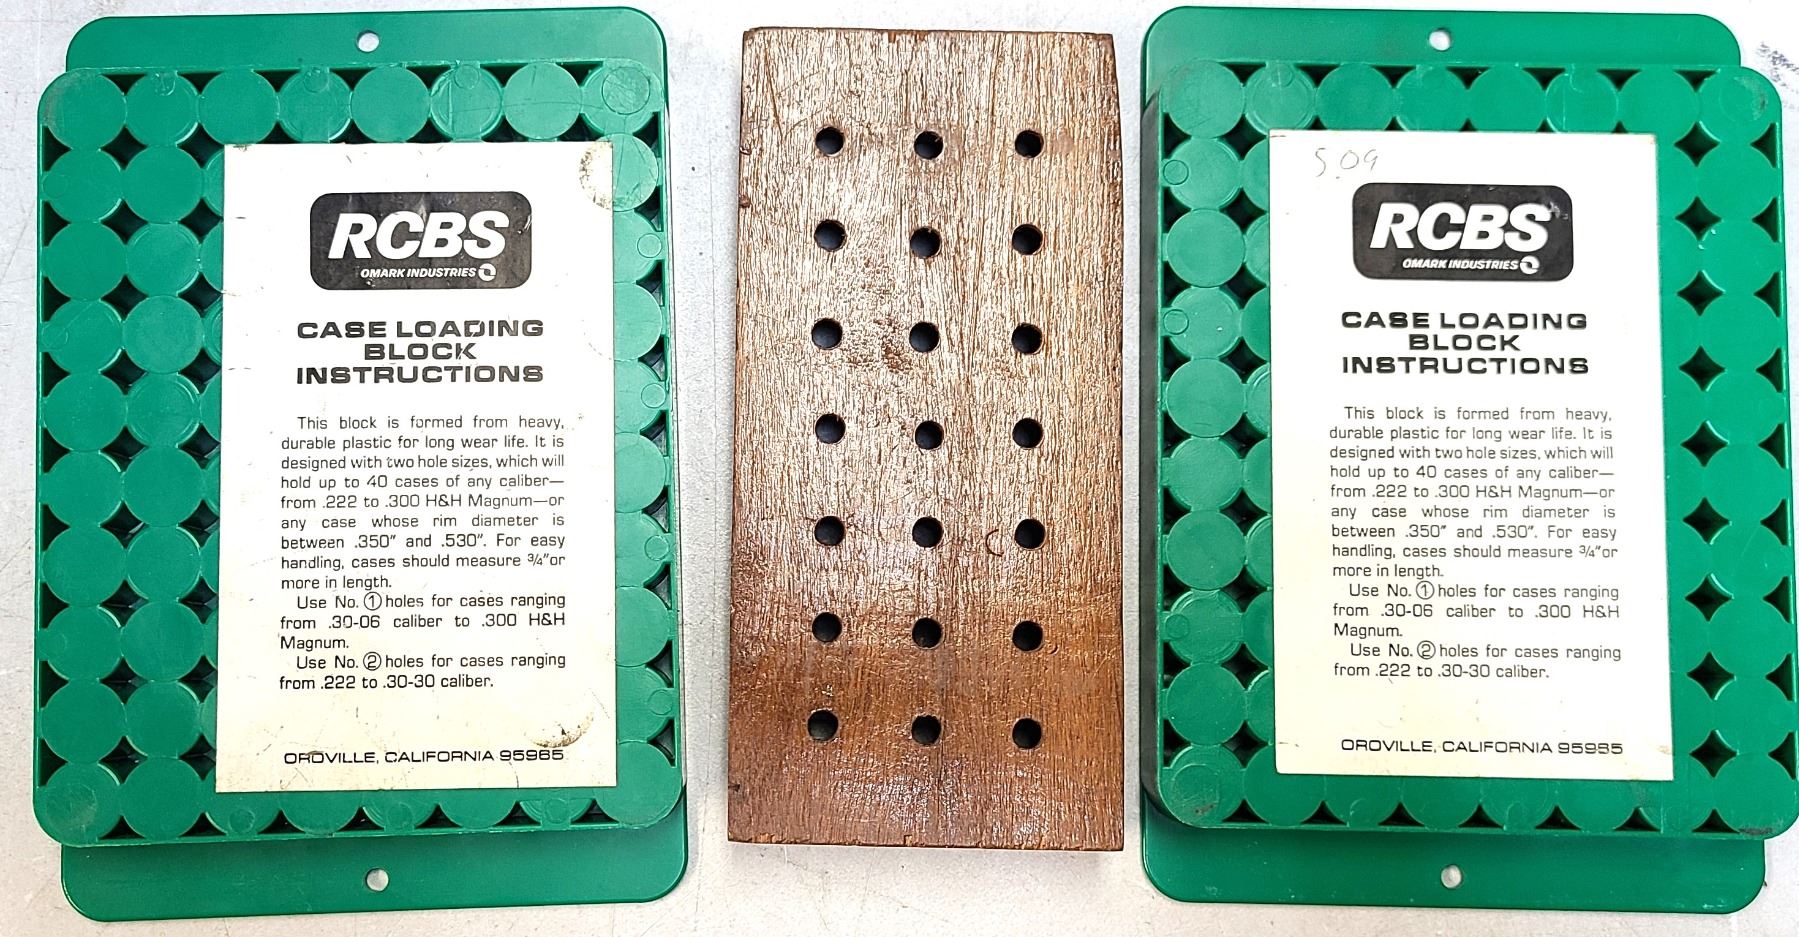 RCBS
OMARK INDUSTRIES
CASE LOADING
BLOCK
INSTRUCTIONS
This block is formed from heavy,
durable plastic for long wear life. It is
designed with two hole sizes, which will
hold up to 40 cases of any caliber—
from .222 to .300 H&H Magnum—or
any case whose rim diameter is
between .350" and .530". For easy
handling, cases should measure ¾"or
more in length.
Use No. ① holes for cases ranging
from .30-06 caliber to .300 H&H
Magnum.
Use No. ② holes for cases ranging
from .222 to .30-30 caliber.
OROVILLE, CALIFORNIA 95965
5.09
RCBS
OMARK INDUSTRIES
CASE LOADING
BLOCK
INSTRUCTIONS
This block is formed from heavy,
durable plastic for long wear life. It is
designed with two hole sizes, which will
hold up to 40 cases of any caliber—
from .222 to .300 H&H Magnum—or
any case whose rim diameter is
between .350" and .530". For easy
handling, cases should measure ¾"or
more in length.
Use No. ① holes for cases ranging
from .30-06 caliber to .300 H&H
Magnum.
Use No. ② holes for cases ranging
from .222 to .30-30 caliber.
OROVILLE, CALIFORNIA 95965